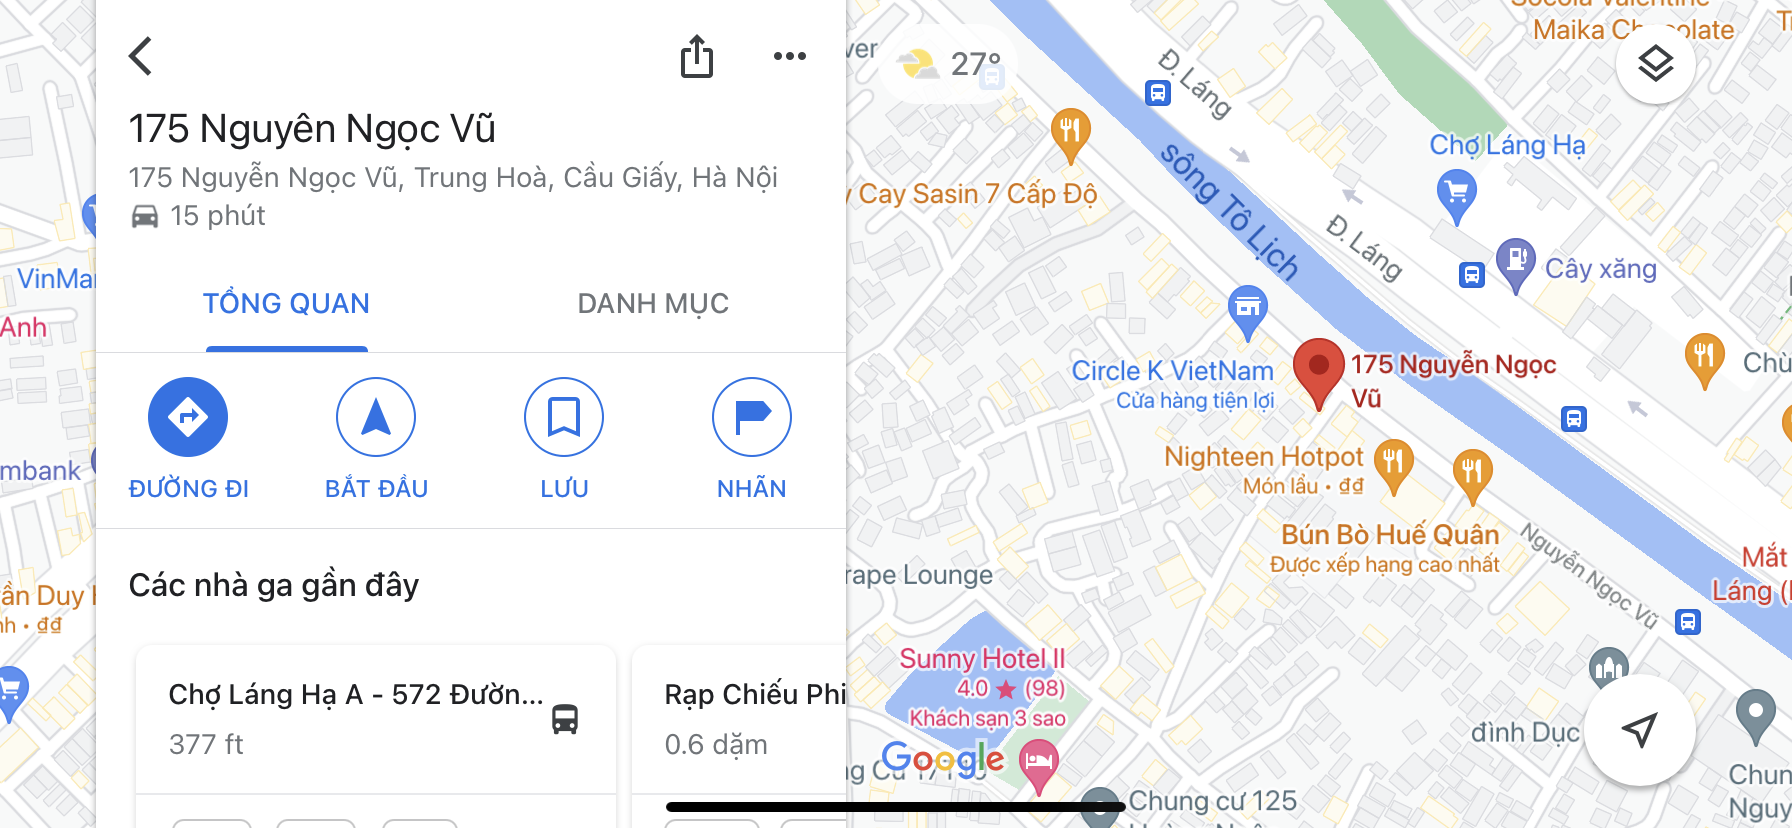 175 Nguyễn Ngọc Vũ
175 Nguyễn Ngọc Vũ, Trung Hoà, Cầu Giấy, Hà Nội
15 phút
TỔNG QUAN
DANH MỤC
ĐƯỜNG ĐI
BẮT ĐẦU
LƯU
NHÃN
Các nhà ga gần đây
Chợ Láng Hạ A - 572 Đườn...
377 ft
Rạp Chiếu Phi
0.6 dặm
VinMar
Anh
mbank
ần Duy
nh • đđ
27°
Maika
Đ. Láng
Chợ Láng Hạ
sông Tô Lịch
Cay Sasin 7 Cấp Độ
Đ. Láng
Cây xăng
Circle K VietNam
Cửa hàng tiện lợi
175 Nguyễn Ngọc
Vũ
Chù
Nighteen Hotpot
Món lẩu • đđ
Bún Bò Huế Quân
Được xếp hạng cao nhất
Nguyễn Ngọc Vũ
Mắt
Láng
rape Lounge
Sunny Hotel II
4.0 ★ (98)
Khách sạn 3 sao
Google
đình Dục
Chung cư 125
Chun
Nguy